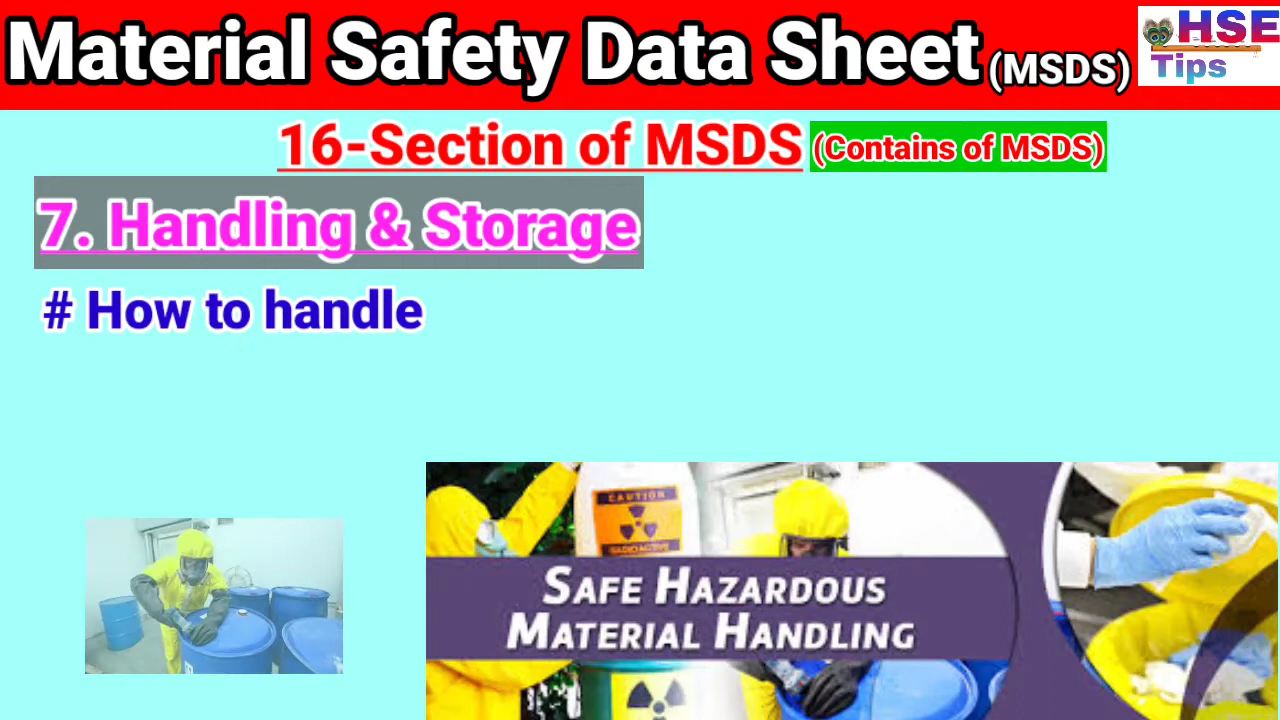 Material Safety Data Sheet (MSDS)
HSE
Tips
16-Section of MSDS (Contains of MSDS)
7. Handling & Storage
# How to handle
CAUTION
RADIOACTIVE
SAFE HAZARDOUS
MATERIAL HANDLING